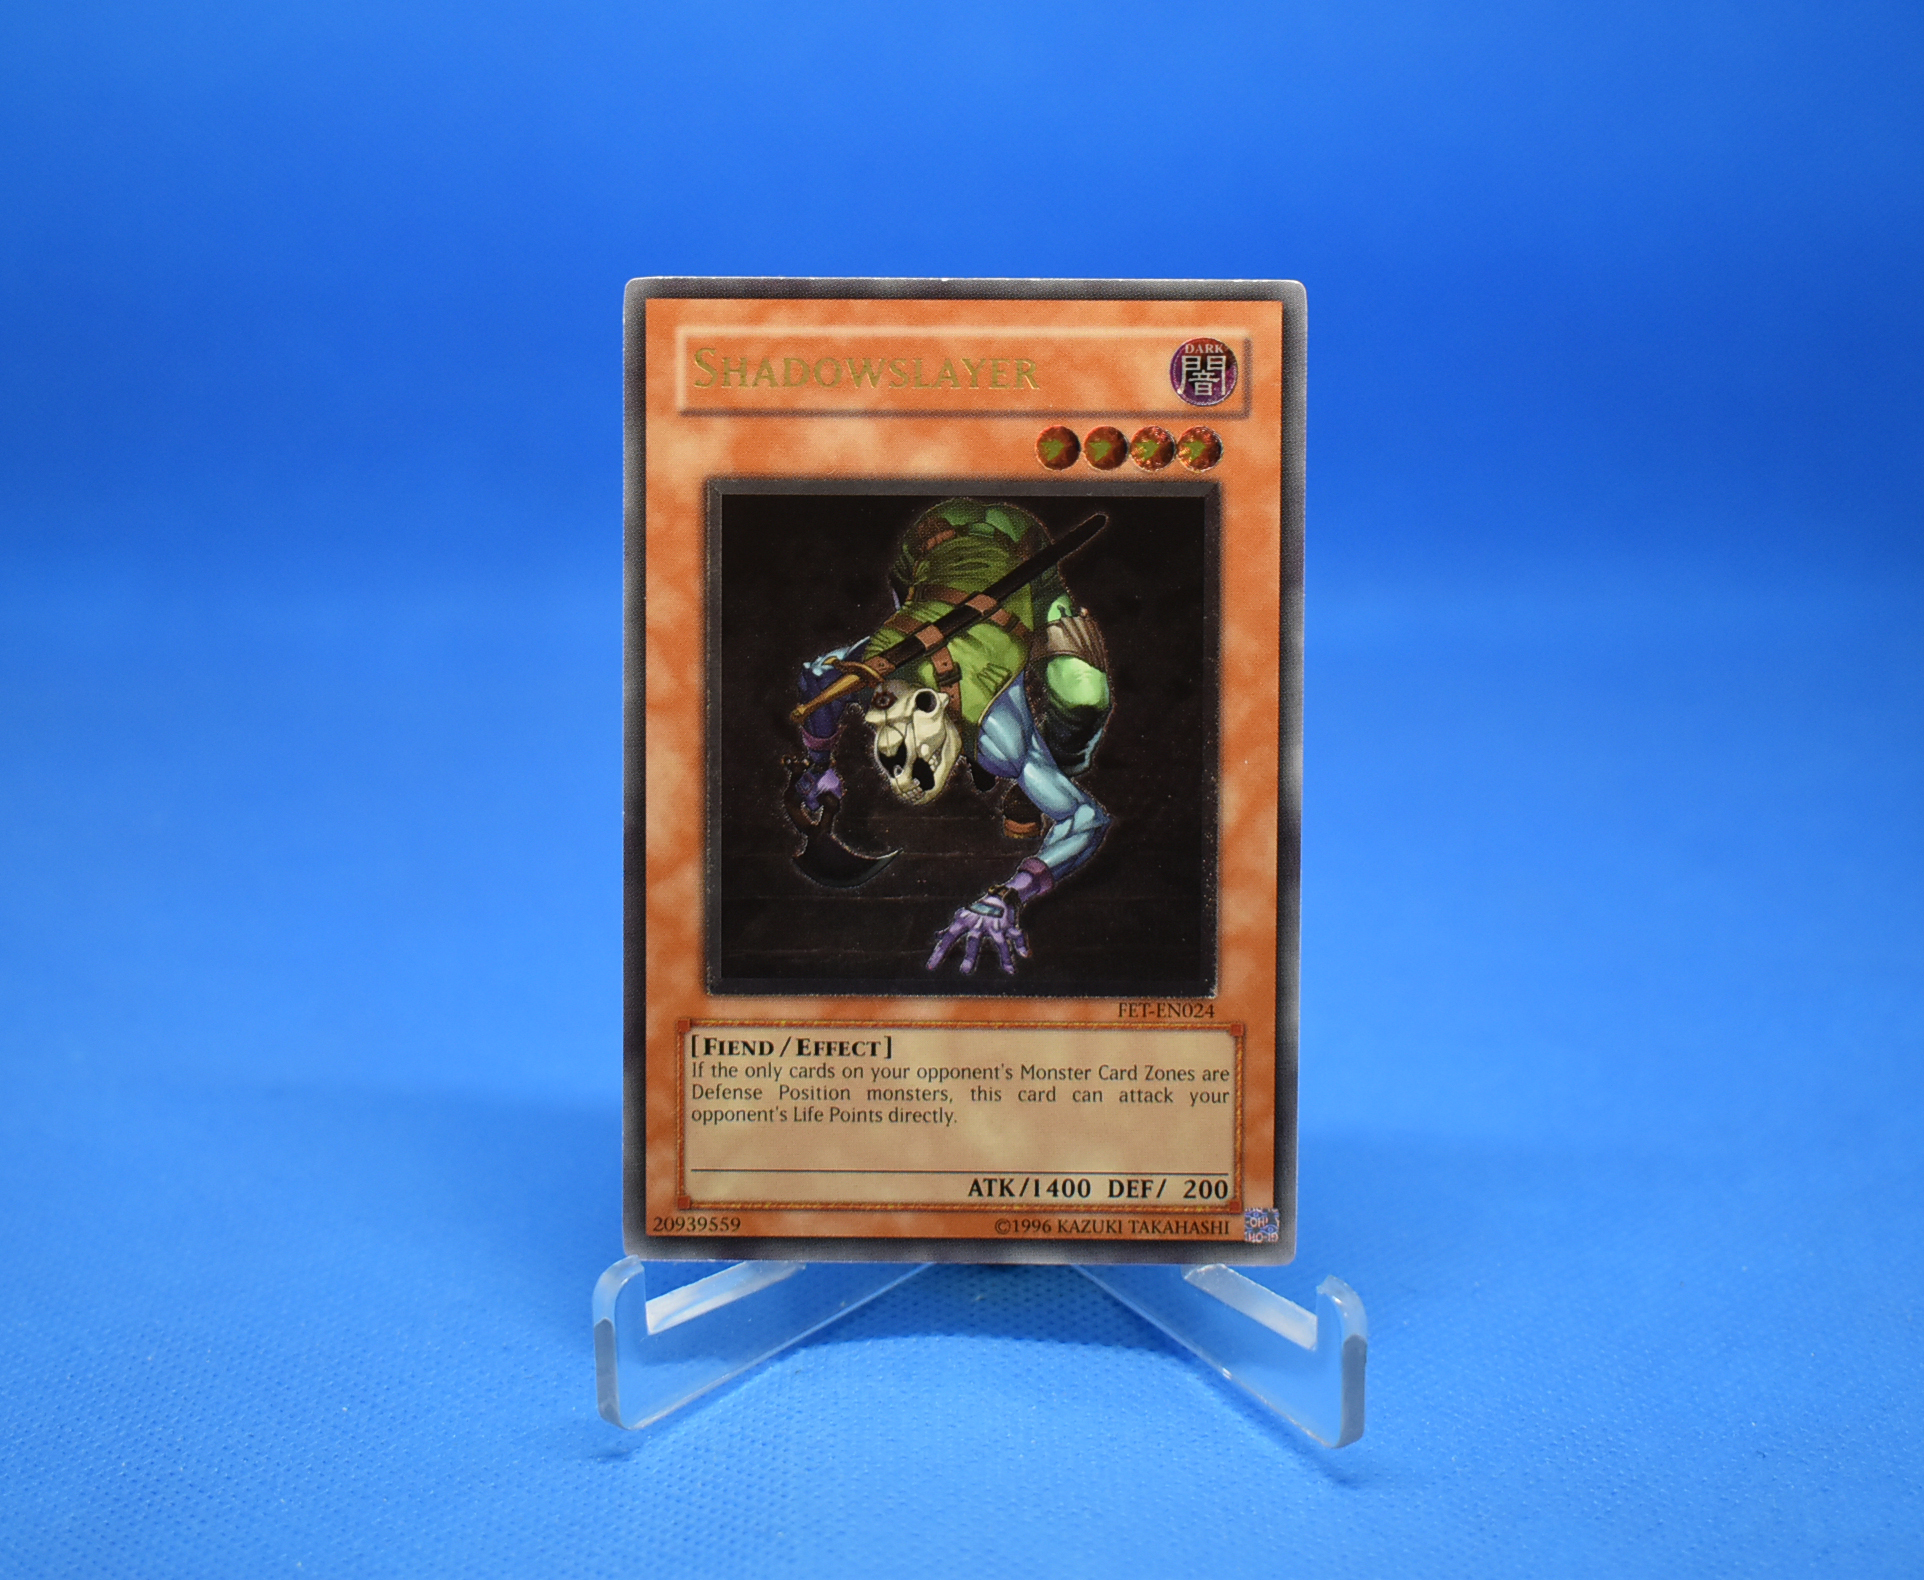 SHADOWSLAYER
DARK
闇
FET-EN024
[FIEND / EFFECT]
If the only cards on your opponent's Monster Card Zones are
Defense Position monsters, this card can attack your
opponent's Life Points directly.
ATK/1400 DEF/ 200
20939559
©1996 KAZUKI TAKAHASHI
-OH!